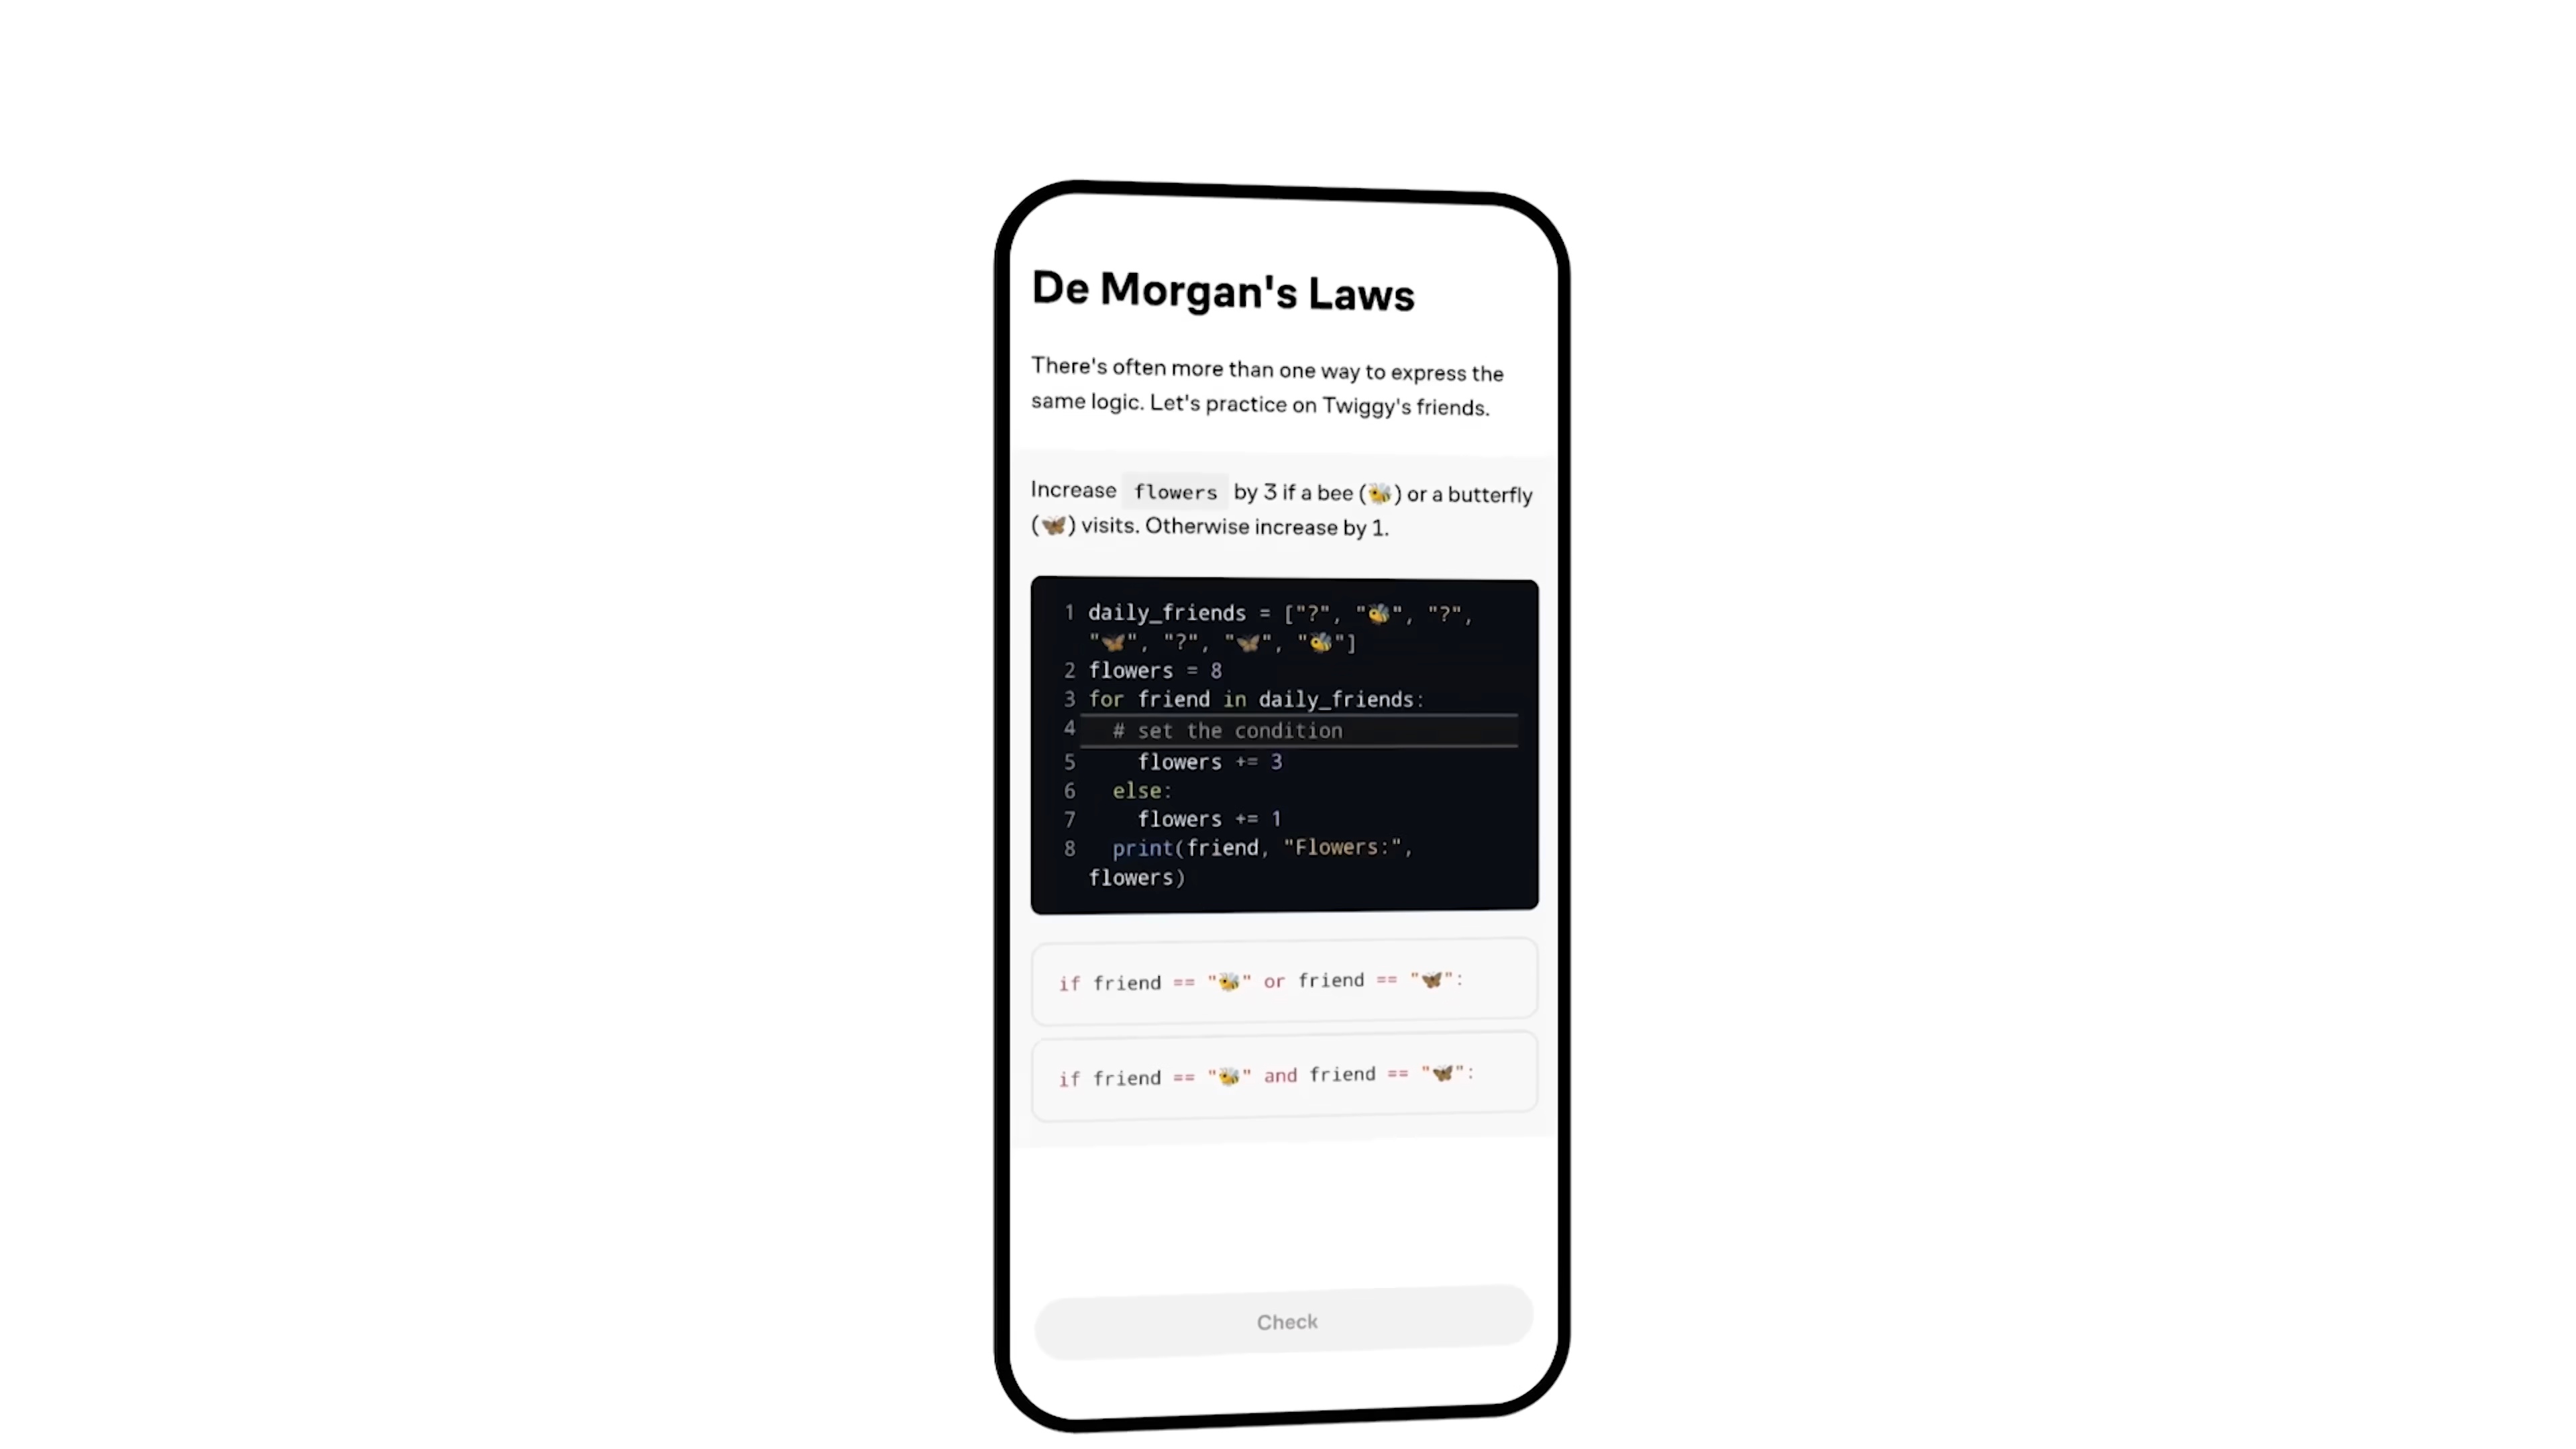 De Morgan's Laws
There's often more than one way to express the
same logic. Let's practice on Twiggy's friends.
Increase flowers by 3 if a bee (🐝) or a butterfly
(🦋) visits. Otherwise increase by 1.
1 daily_friends = ["?", "🐝", "?",
"🦋", "?", "🦋", "🐝"]
2 flowers = 8
3 for friend in daily_friends:
4 # set the condition
5 flowers += 3
6 else:
7 flowers += 1
8 print(friend, "Flowers:",
flowers)
if friend == "🐝" or friend == "🦋":
if friend == "🐝" and friend == "🦋":
Check